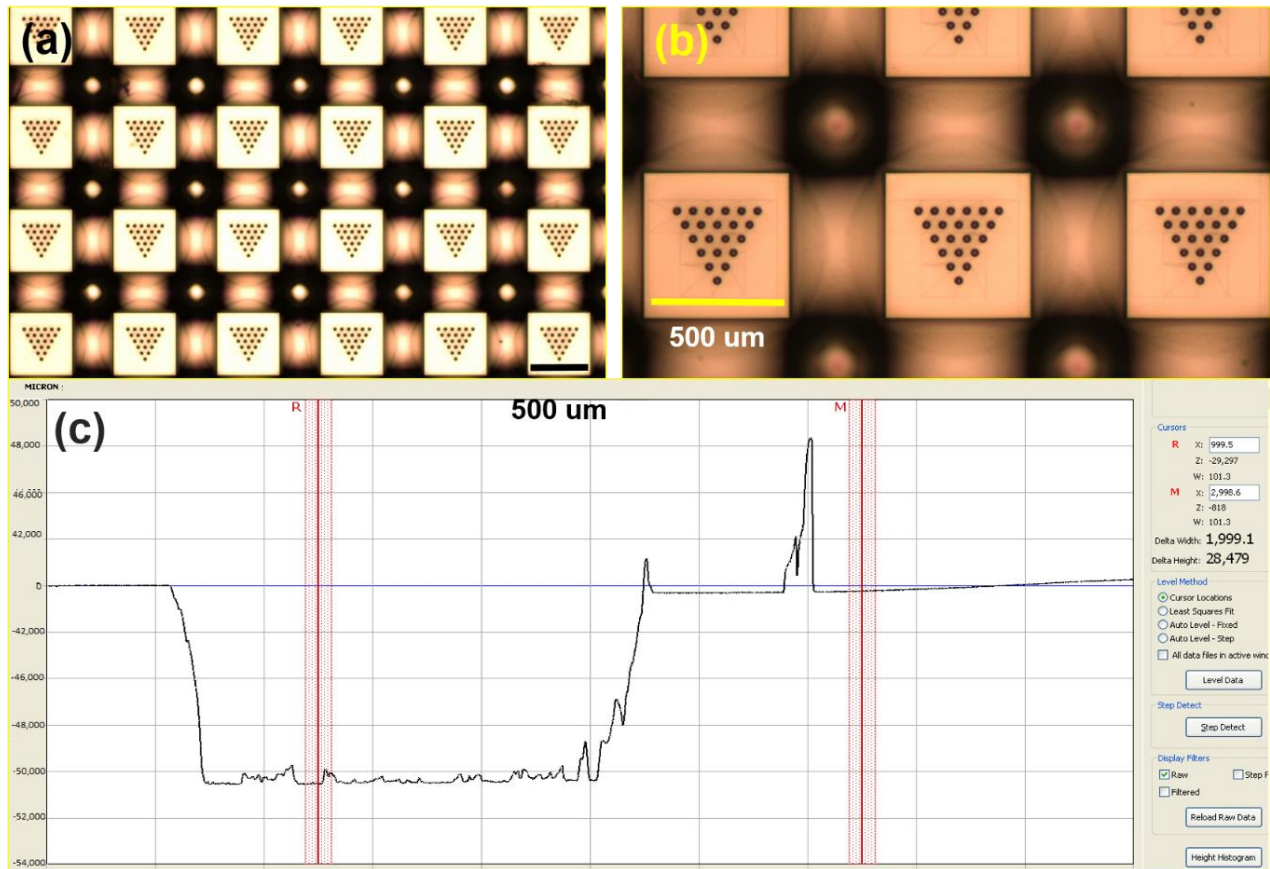 (a)
(b)
500 um
MICRON :
(c)
500 um
50,000
48,000
46,000
42,000
0
-42,000
-46,000
-48,000
-50,000
-54,000
R
M
Cursors
R X: 999.5
Z: -29,297
W: 101.3
M X: 2,998.6
Z: -818
W: 101.3
Delta Width: 1,999.1
Delta Height: 28,479
Level Method
Cursor Locations
Least Squares Fit
Auto Level - Fixed
Auto Level - Step
All data files in active
Level Data
Step Detect
Step Detect
Display Filters
Raw
Step
Filtered
Reload Raw Data
Height Histogram